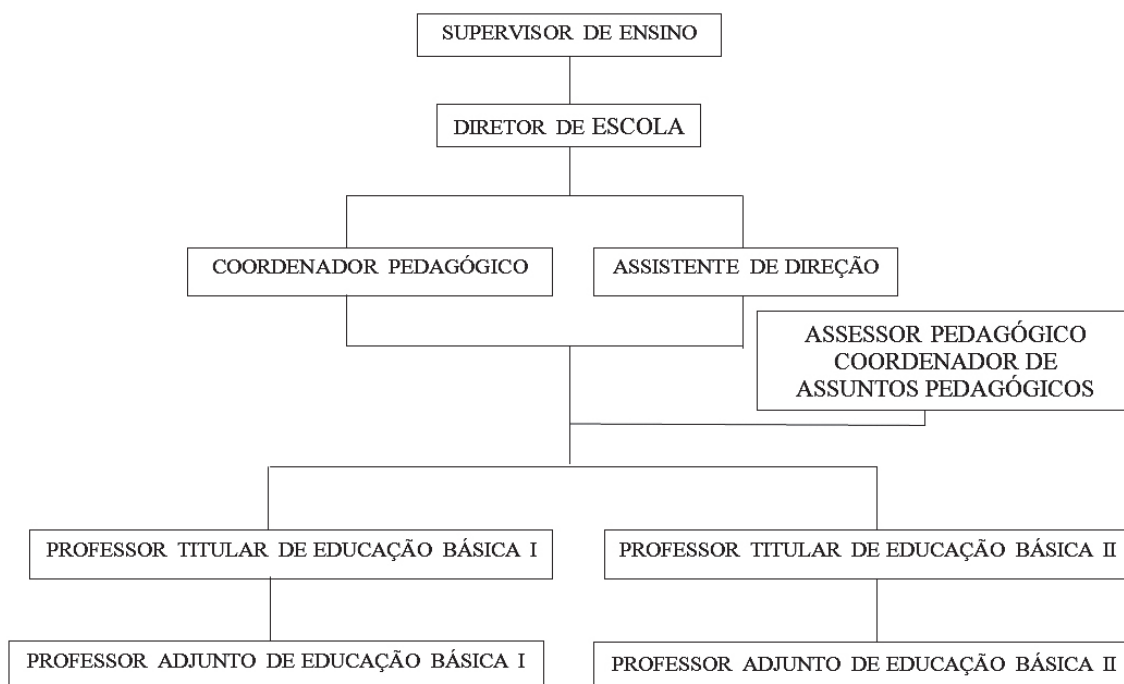 SUPERVISOR DE ENSINO
DIRETOR DE ESCOLA
COORDENADOR PEDAGÓGICO
ASSISTENTE DE DIREÇÃO
ASSESSOR PEDAGÓGICO
COORDENADOR DE
ASSUNTOS PEDAGÓGICOS
PROFESSOR TITULAR DE EDUCAÇÃO BÁSICA I
PROFESSOR TITULAR DE EDUCAÇÃO BÁSICA II
PROFESSOR ADJUNTO DE EDUCAÇÃO BÁSICA I
PROFESSOR ADJUNTO DE EDUCAÇÃO BÁSICA II